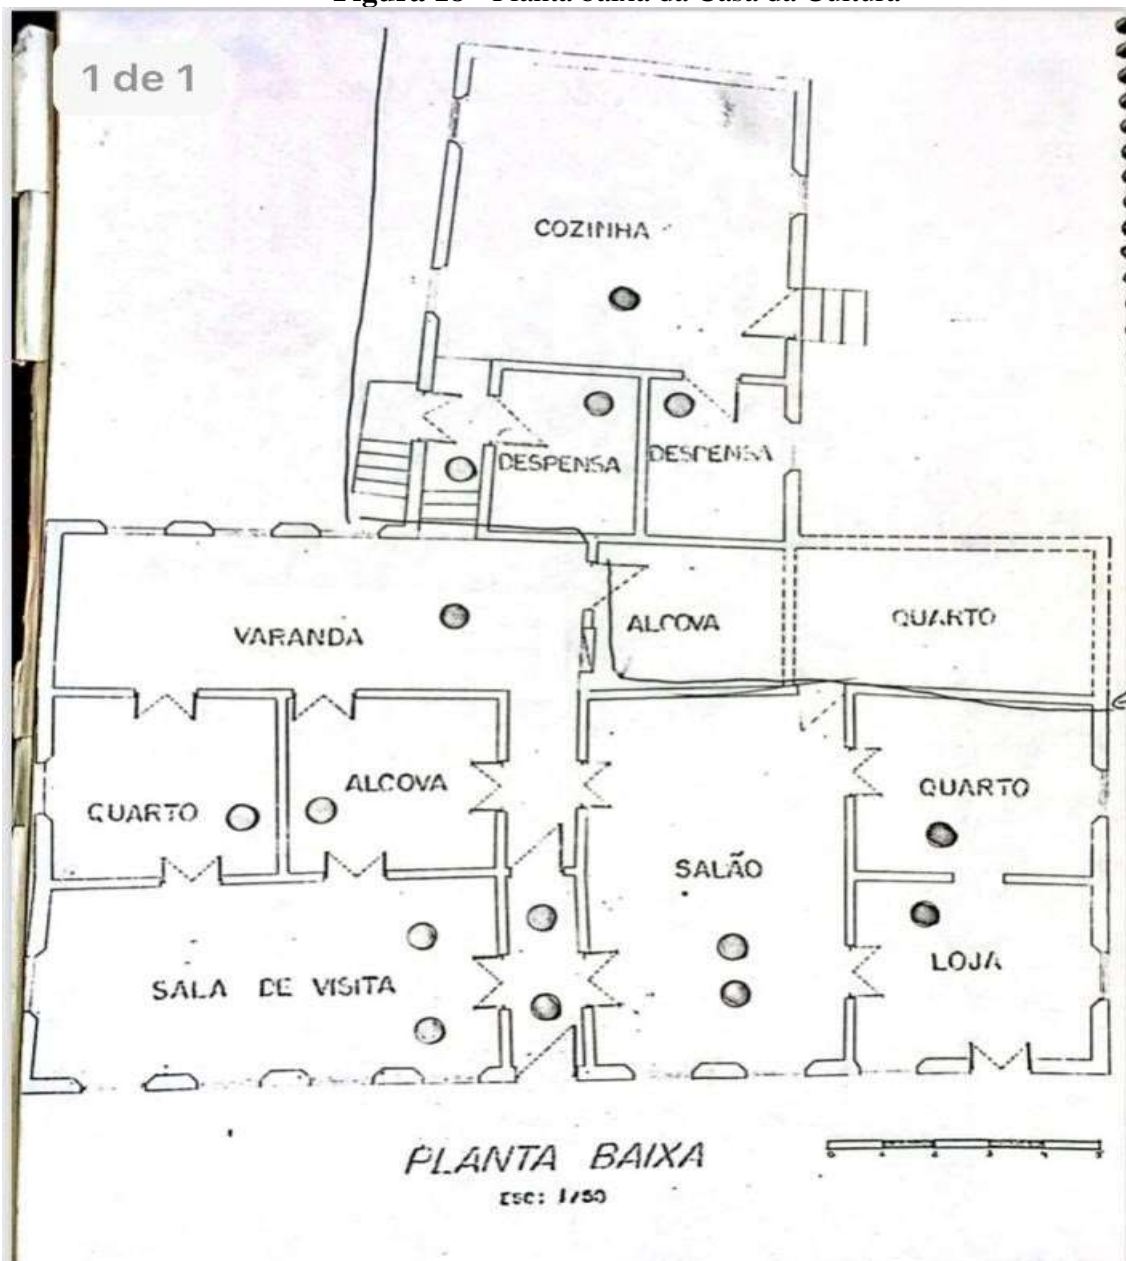 1 de 1
COZINHA
DESPENSA
DESPENSA
VARANDA
ALCOVA
QUARTO
QUARTO
ALCOVA
QUARTO
SALÃO
SALA DE VISITA
LOJA
PLANTA BAIXA
ESC: 1/50